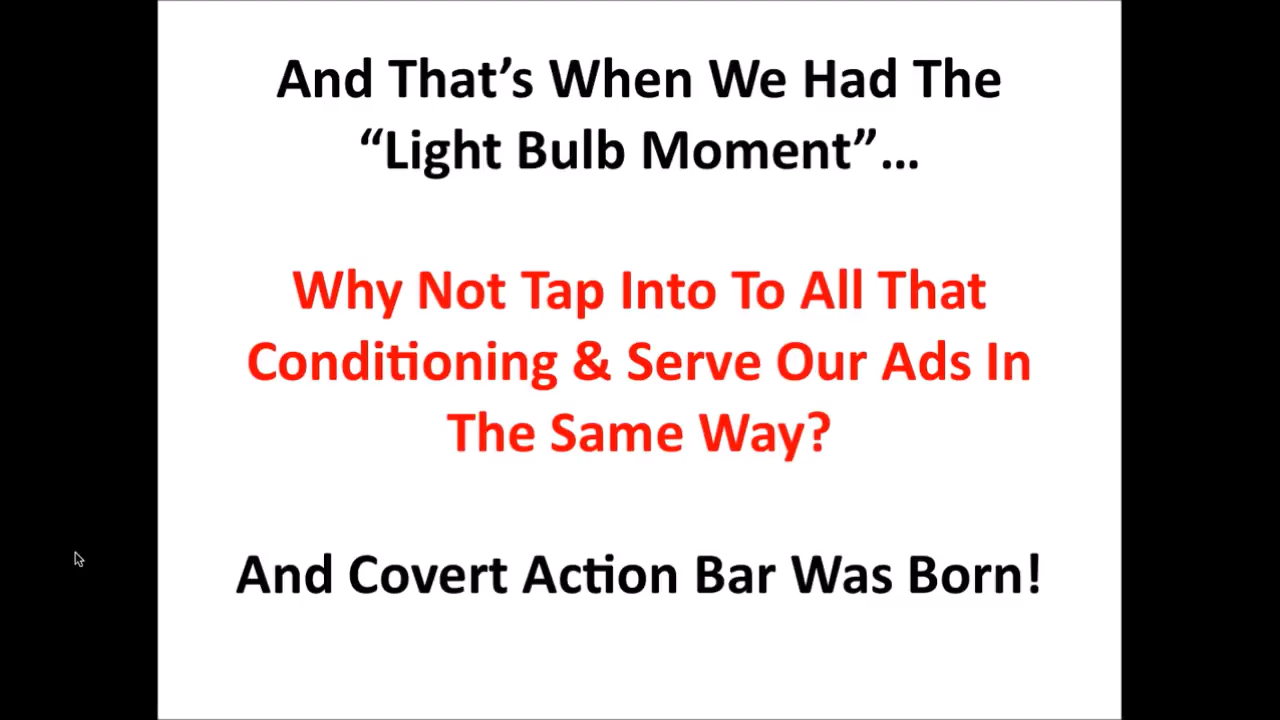 And That’s When We Had The
“Light Bulb Moment”…
Why Not Tap Into To All That
Conditioning & Serve Our Ads In
The Same Way?
And Covert Action Bar Was Born!